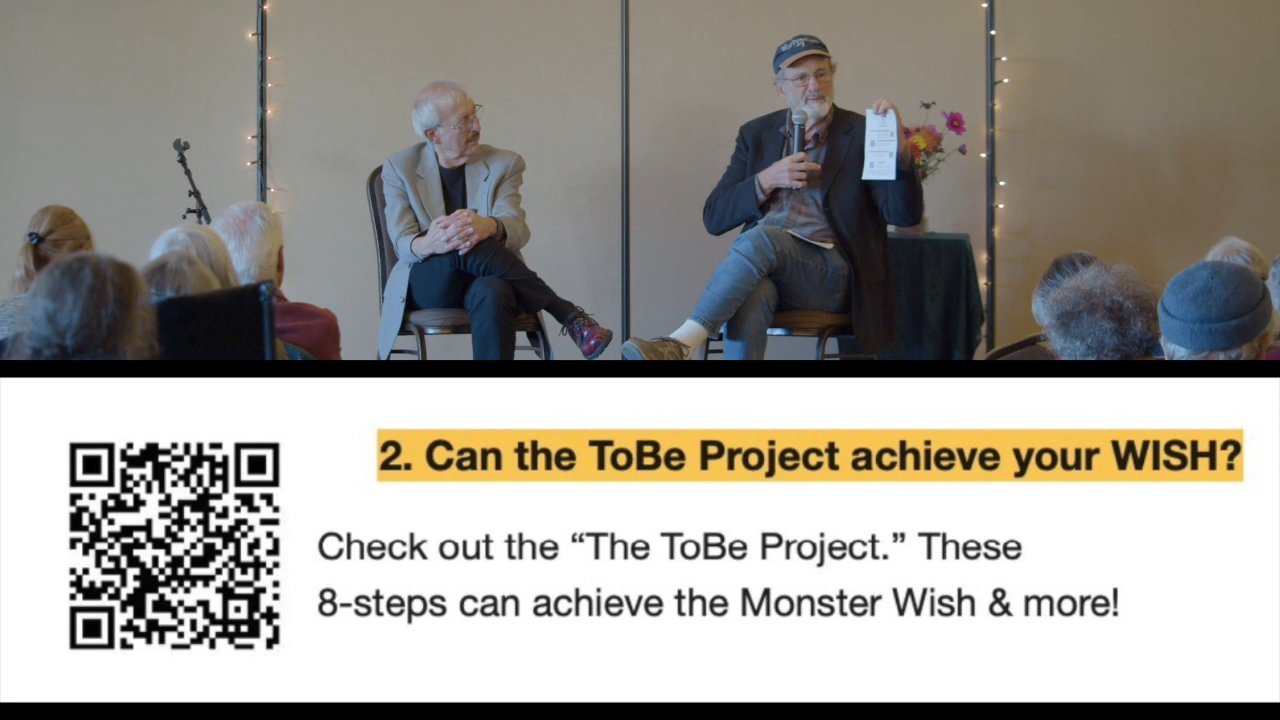 2. Can the ToBe Project achieve your WISH?
Check out the “The ToBe Project.” These
8-steps can achieve the Monster Wish & more!